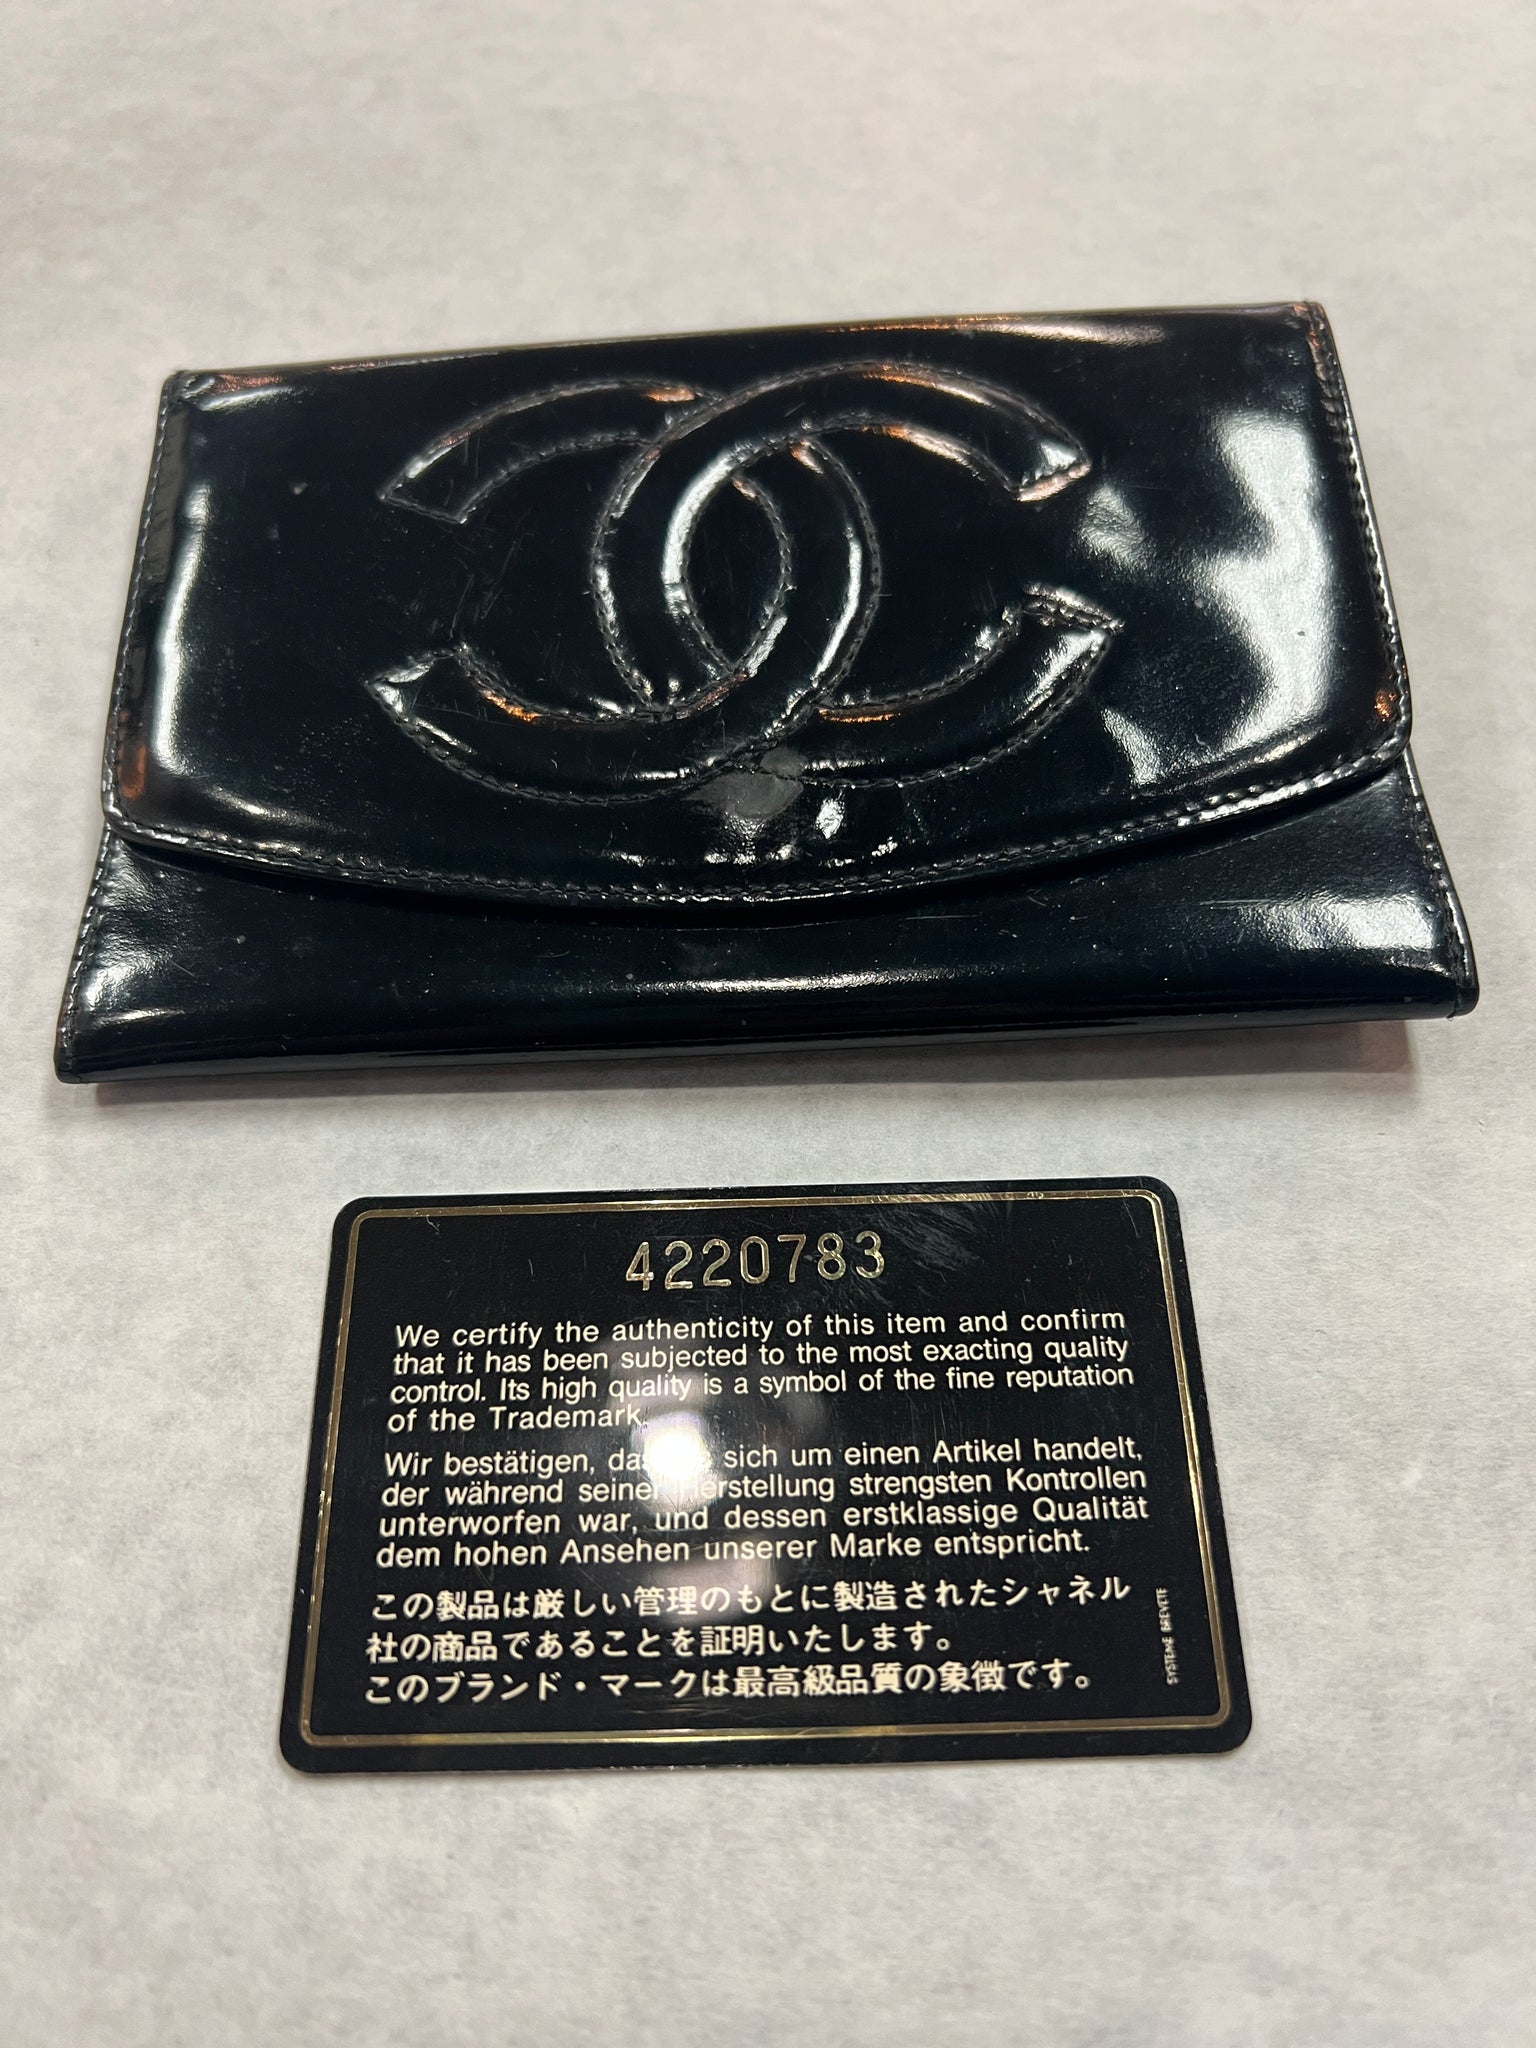 4220783
We certify the authenticity of this item and confirm
that it has been subjected to the most exacting quality
control. Its high quality is a symbol of the fine reputation
of the Trademark.
Wir bestätigen, sich um einen Artikel handelt,
der während seiner Herstellung strengsten Kontrollen
unterworfen war, und dessen erstklassige Qualität
dem hohen Ansehen unserer Marke entspricht.
この製品は厳しい管理のもとに製造されたシャネル
社の商品であることを証明いたします。
このブランド・マークは最高級品質の象徴です。
SYSTEME BREVETE